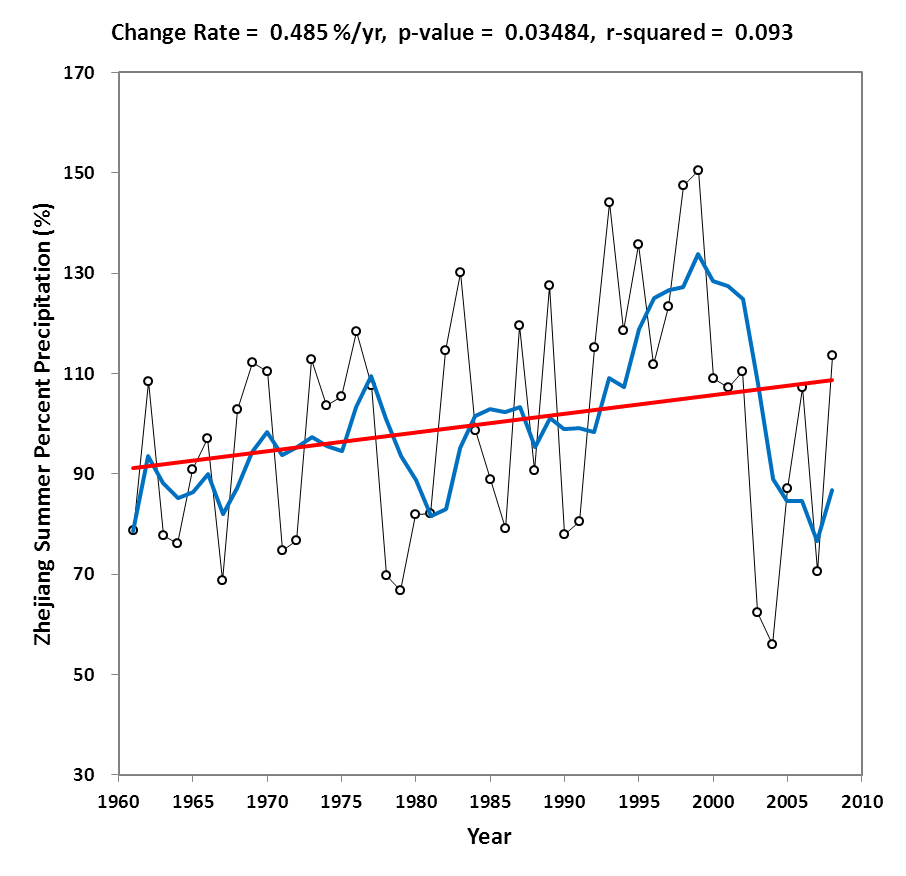 Change Rate = 0.485 %/yr, p-value = 0.03484, r-squared = 0.093
170
150
130
110
90
70
50
30
Zhejiang Summer Percent Precipitation (%)
1960 1965 1970 1975 1980 1985 1990 1995 2000 2005 2010
Year